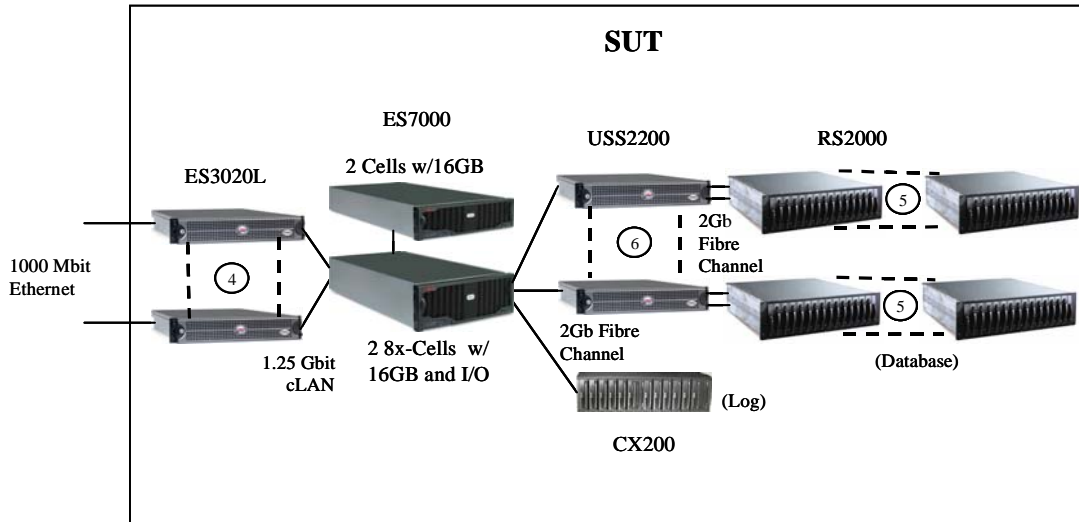 SUT
ES7000
USS2200
RS2000
2 Cells w/16GB
ES3020L
5
2Gb
Fibre
Channel
6
1000 Mbit
Ethernet
4
5
2Gb Fibre
Channel
1.25 Gbit
cLAN
2 8x-Cells w/
16GB and I/O
(Database)
(Log)
CX200